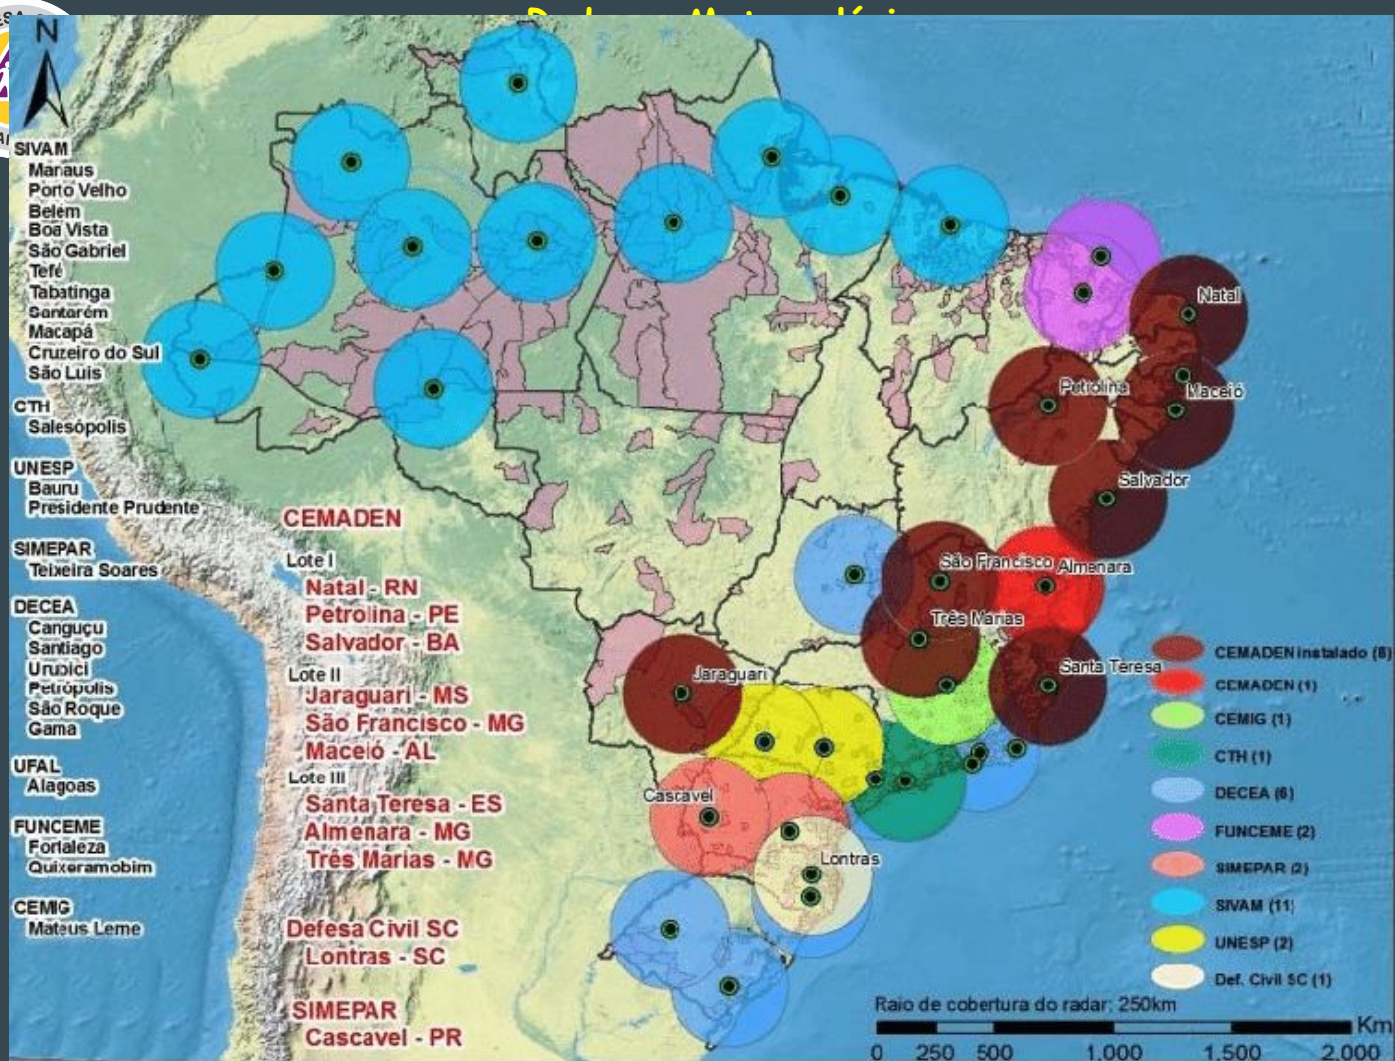 N
SIVAM
Manaus
Porto Velho
Belém
Boa Vista
São Gabriel
Tefé
Tabatinga
Santarém
Macapá
Cruzeiro do Sul
São Luis
CTH
Salesópolis
UNESP
Bauru
Presidente Prudente
SIMEPAR
Teixeira Soares
DECEA
Canguçu
Santiago
Urubici
Petrópolis
São Roque
Gama
UFAL
Alagoas
FUNCEME
Fortaleza
Quixeramobim
CEMIG
Mateus Leme
CEMADEN
Lote I
Natal - RN
Petrolina - PE
Salvador - BA
Lote II
Jaraguari - MS
São Francisco - MG
Maceió - AL
Lote III
Santa Teresa - ES
Almenara - MG
Três Marias - MG
Defesa Civil SC
Lontras - SC
SIMEPAR
Cascavel - PR
Natal
Petrolina
Maceió
Salvador
São Francisco
Almenara
Três Marias
Santa Teresa
Jaraguari
Cascavel
Lontras
CEMADEN instalado (8)
CEMADEN (1)
CEMIG (1)
CTH (1)
DECEA (6)
FUNCEME (2)
SIMEPAR (2)
SIVAM (11)
UNESP (2)
Def. Civil SC (1)
Raio de cobertura do radar: 250km
Km
0 250 500 1.000 1.500 2.000